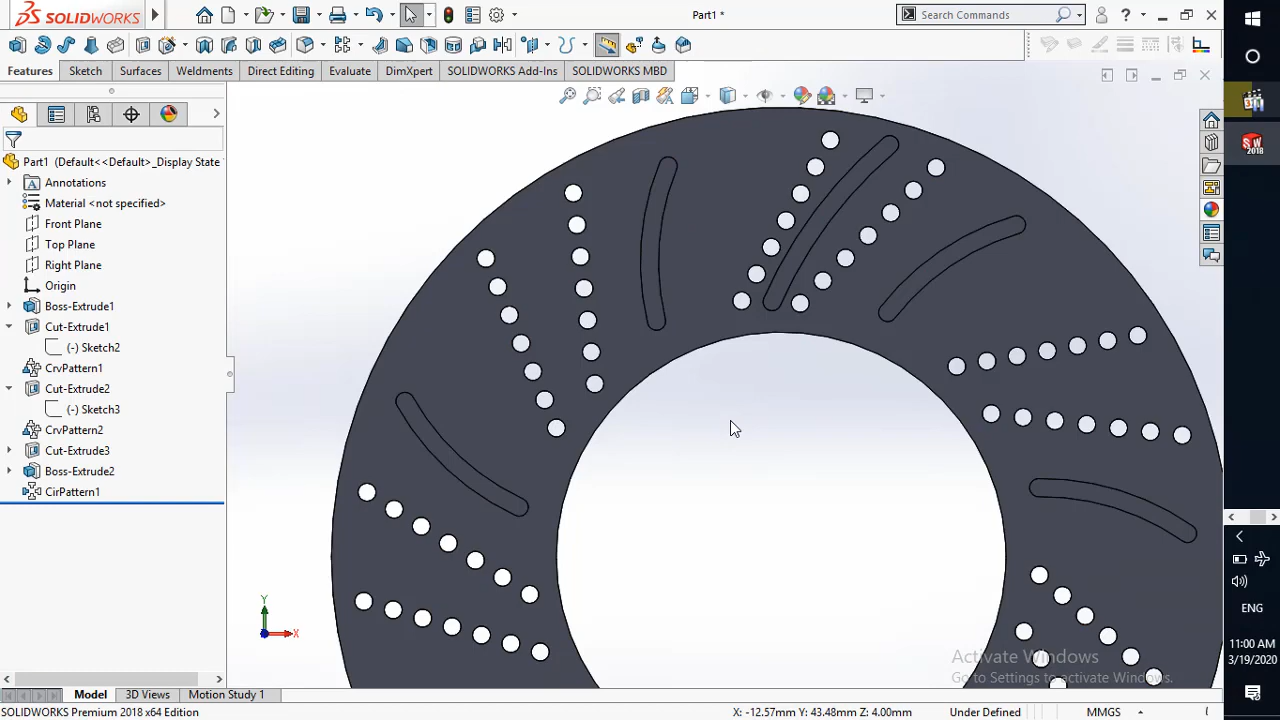 SOLIDWORKS
Part1 *
Search Commands
?
Features
Sketch
Surfaces
Weldments
Direct Editing
Evaluate
DimXpert
SOLIDWORKS Add-Ins
SOLIDWORKS MBD
Part1 (Default<<Default>_Display State
Annotations
Material <not specified>
Front Plane
Top Plane
Right Plane
Origin
Boss-Extrude1
Cut-Extrude1
(-) Sketch2
CrvPattern1
Cut-Extrude2
(-) Sketch3
CrvPattern2
Cut-Extrude3
Boss-Extrude2
CirPattern1
Y
X
Activate Windows
Go to Settings to activate Windows.
Model
3D Views
Motion Study 1
SOLIDWORKS Premium 2018 x64 Edition
X: -12.57mm Y: 43.48mm Z: 4.00mm
Under Defined
MMGS
SW
2018
ENG
11:00 AM
3/19/2020